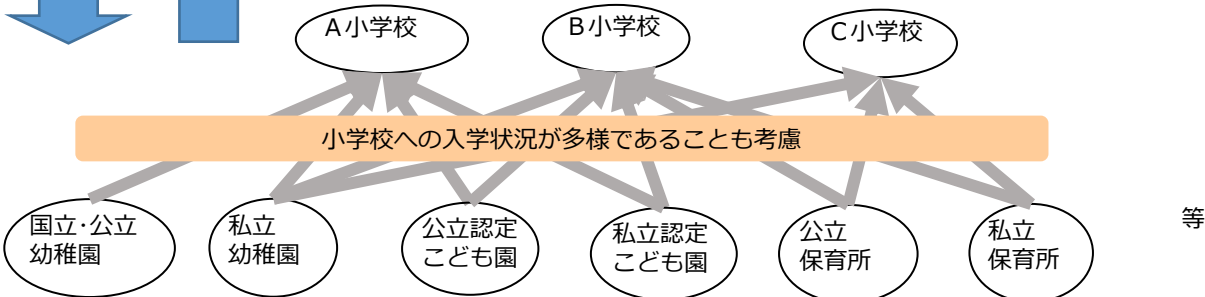 A小学校
B小学校
C小学校
小学校への入学状況が多様であることも考慮
国立･公立
幼稚園
私立
幼稚園
公立認定
こども園
私立認定
こども園
公立
保育所
私立
保育所
等